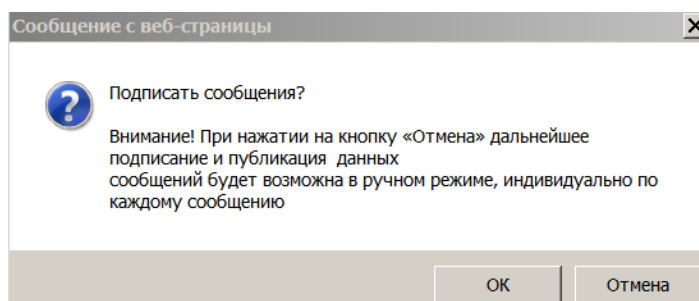 Сообщение с веб-страницы
Подписать сообщения?
Внимание! При нажатии на кнопку «Отмена» дальнейшее
подписание и публикация данных
сообщений будет возможна в ручном режиме, индивидуально по
каждому сообщению
ОК
Отмена